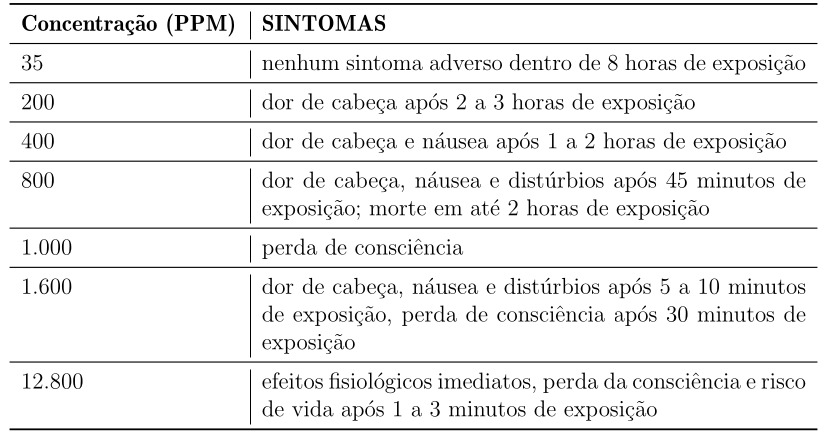 Concentração (PPM) SINTOMAS
35 nenhum sintoma adverso dentro de 8 horas de exposição
200 dor de cabeça após 2 a 3 horas de exposição
400 dor de cabeça e náusea após 1 a 2 horas de exposição
800 dor de cabeça, náusea e distúrbios após 45 minutos de
exposição; morte em até 2 horas de exposição
1.000 perda de consciência
1.600 dor de cabeça, náusea e distúrbios após 5 a 10 minutos
de exposição, perda de consciência após 30 minutos de
exposição
12.800 efeitos fisiológicos imediatos, perda da consciência e risco
de vida após 1 a 3 minutos de exposição